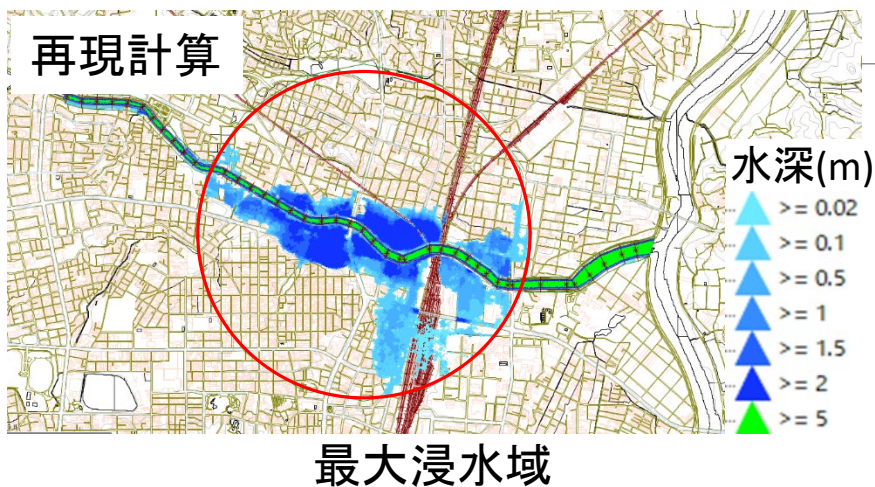 再現計算
水深(m)
>= 0.02
>= 0.1
>= 0.5
>= 1
>= 1.5
>= 2
>= 5
最大浸水域